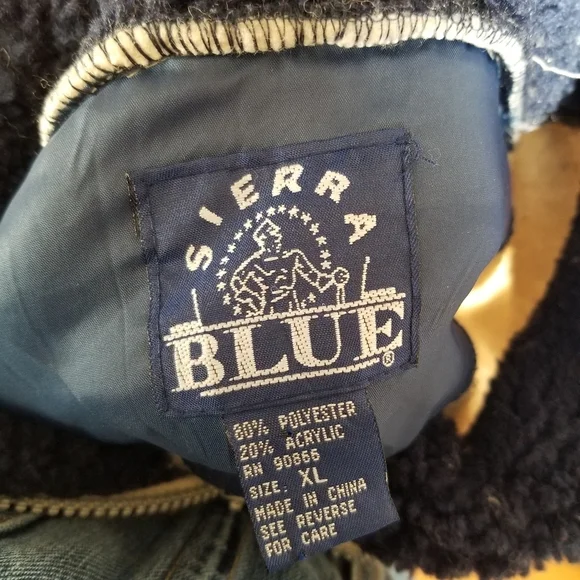 SIERRA
BLUE®
80% POLYESTER
20% ACRYLIC
RN 90866
SIZE: XL
MADE IN CHINA
SEE REVERSE
FOR CARE